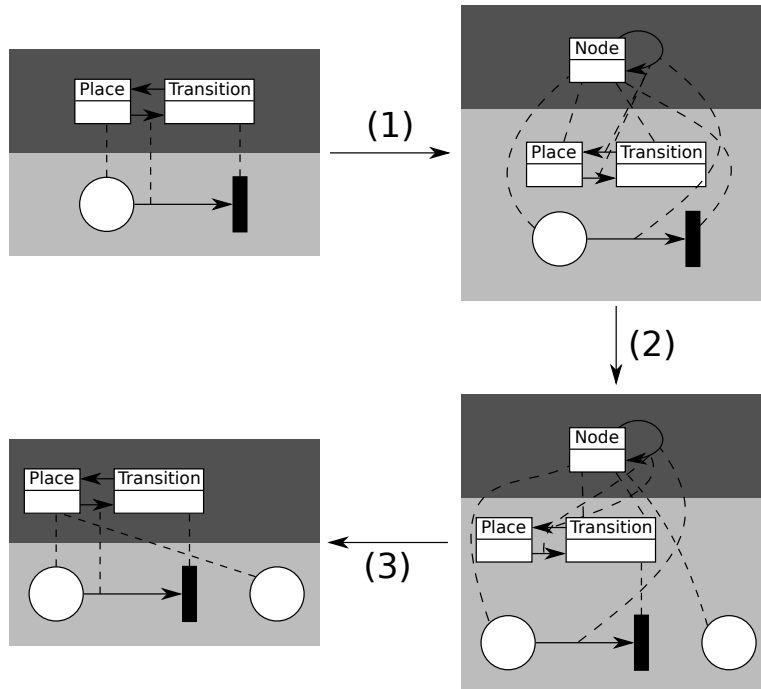 Place
Transition
(1)
Node
Place
Transition
(2)
Node
Place
Transition
(3)
Place
Transition